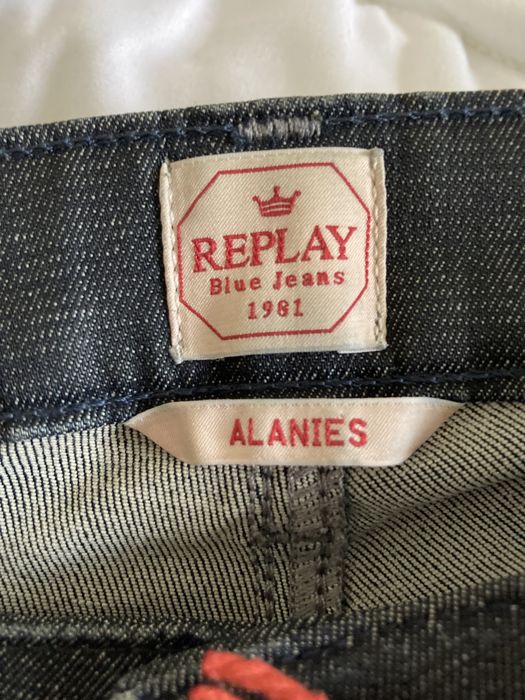 REPLAY
Blue Jeans
1981
ALANIES